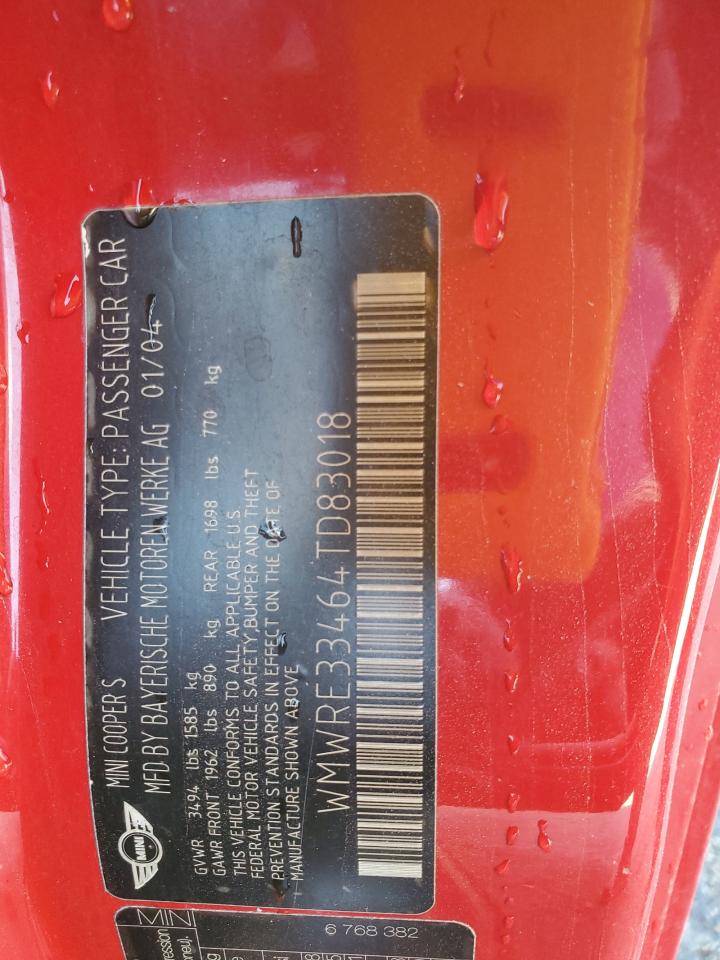 MINI
MINI COOPER S VEHICLE TYPE: PASSENGER CAR
MFD. BY BAYERISCHE MOTOREN WERKE AG 01/04
GVWR 3494 lbs 1585 kg
GAWR FRONT 1962 lbs 890 kg REAR 1698 lbs 770 kg
THIS VEHICLE CONFORMS TO ALL APPLICABLE U.S.
FEDERAL MOTOR VEHICLE SAFETY,BUMPER AND THEFT
PREVENTION STANDARDS IN EFFECT ON THE DATE OF
MANUFACTURE SHOWN ABOVE
WMWRE33464TD83018
6 768 382